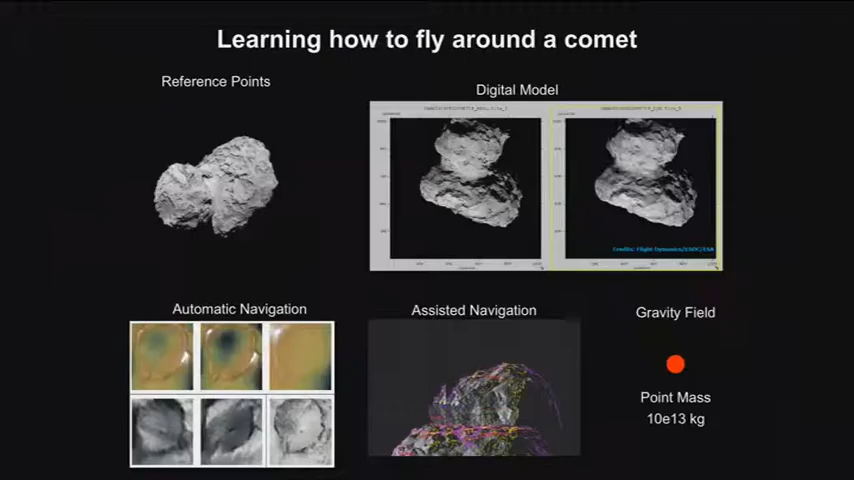 Learning how to fly around a comet
Reference Points
Digital Model
Credits: Flight Dynamics/ESOC/ESA
Automatic Navigation
Assisted Navigation
Gravity Field
Point Mass
10e13 kg